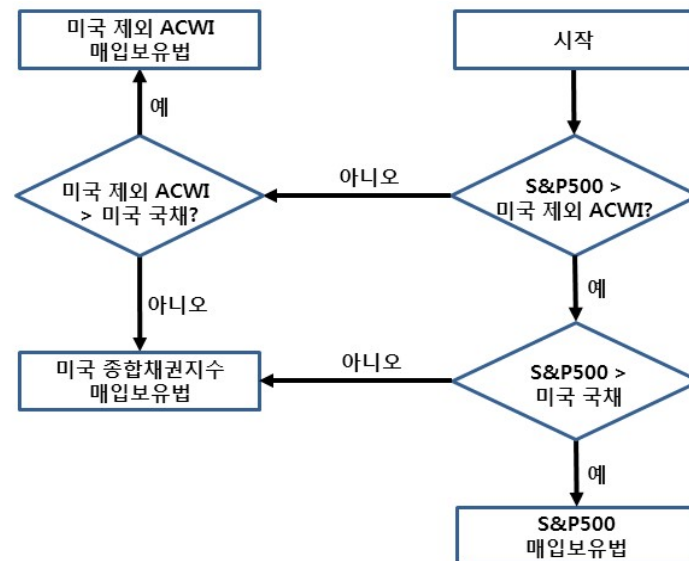 미국 제외 ACWI
매입보유법
시작
예
미국 제외 ACWI
> 미국 국채?
아니오
S&P500 >
미국 제외 ACWI?
아니오
예
미국 종합채권지수
매입보유법
아니오
S&P500 >
미국 국채
예
S&P500
매입보유법